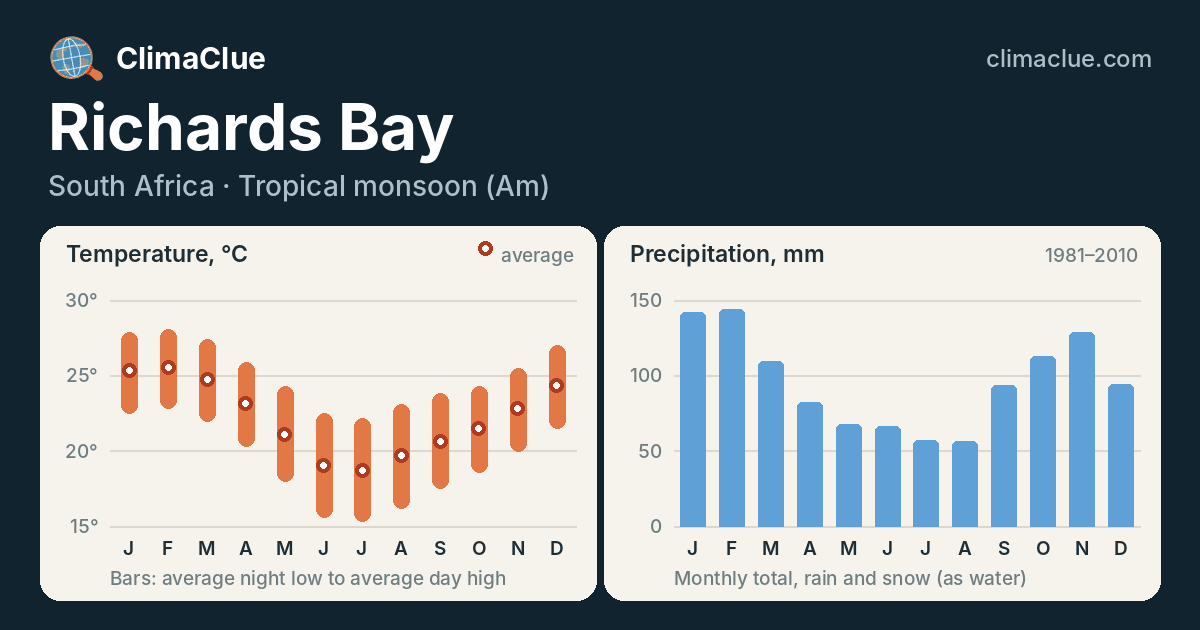 ClimaClue
climaclue.com
Richards Bay
South Africa · Tropical monsoon (Am)
Temperature, °C
average
30°
25°
20°
15°
J F M A M J J A S O N D
Bars: average night low to average day high
Precipitation, mm
1981–2010
150
100
50
0
J F M A M J J A S O N D
Monthly total, rain and snow (as water)